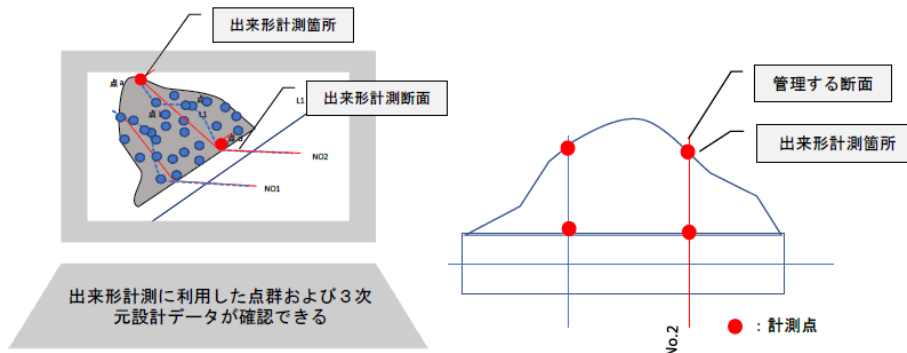 出来形計測箇所
点a
出来形計測断面
L1
L1
NO2
NO1
出来形計測に利用した点群および３次
元設計データが確認できる
管理する断面
出来形計測箇所
No.2
：計測点